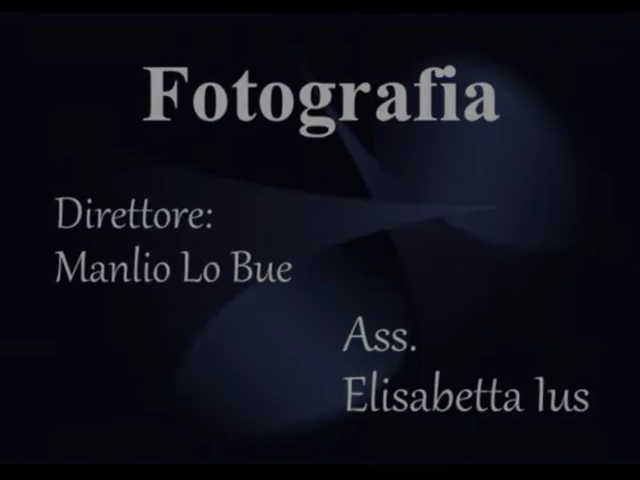 Fotografia
Direttore:
Manlio Lo Bue
Ass.
Elisabetta Ius